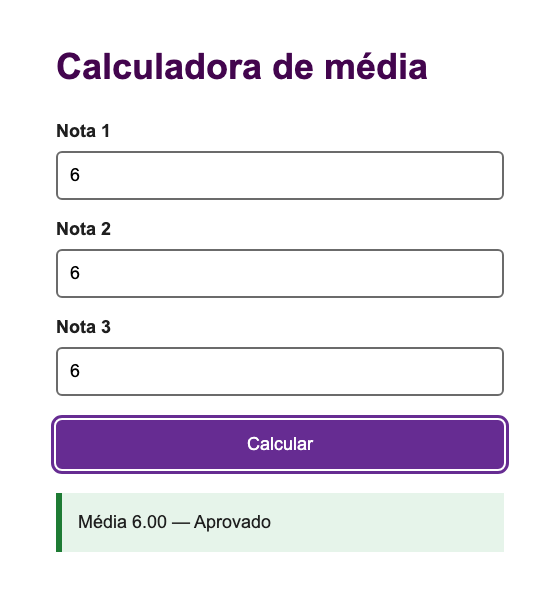 Calculadora de média
Nota 1
6
Nota 2
6
Nota 3
6
Calcular
Média 6.00 — Aprovado